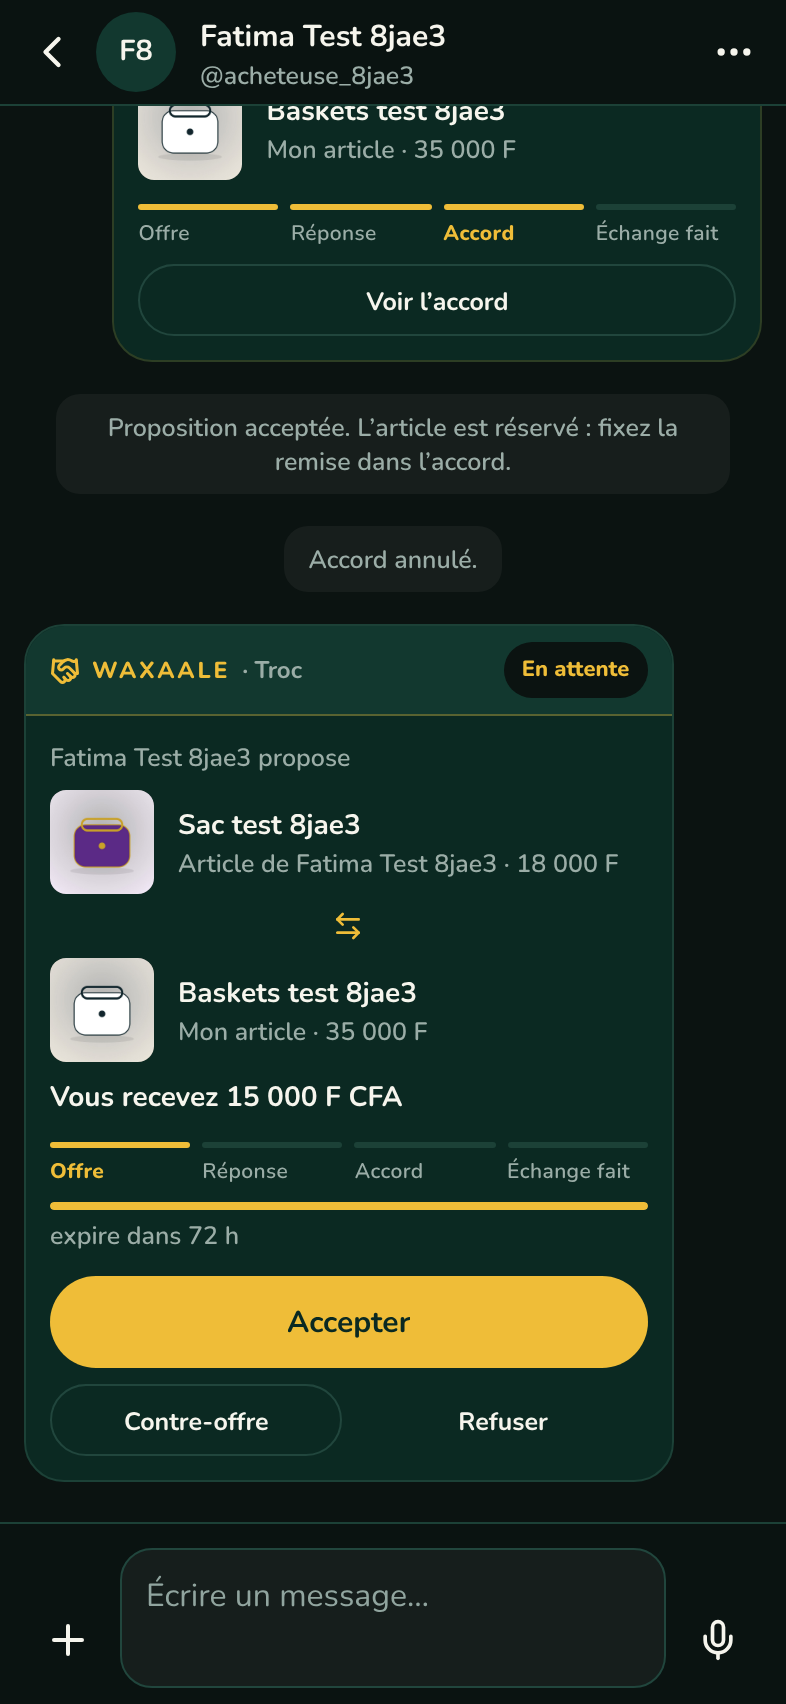 F8
Fatima Test 8jae3
@acheteuse_8jae3
Baskets test 8jae3
Mon article · 35 000 F
Offre Réponse Accord Échange fait
Voir l’accord
Proposition acceptée. L’article est réservé : fixez la
remise dans l’accord.
Accord annulé.
WAXAALE · Troc
En attente
Fatima Test 8jae3 propose
Sac test 8jae3
Article de Fatima Test 8jae3 · 18 000 F
Baskets test 8jae3
Mon article · 35 000 F
Vous recevez 15 000 F CFA
Offre Réponse Accord Échange fait
expire dans 72 h
Accepter
Contre-offre Refuser
Écrire un message...